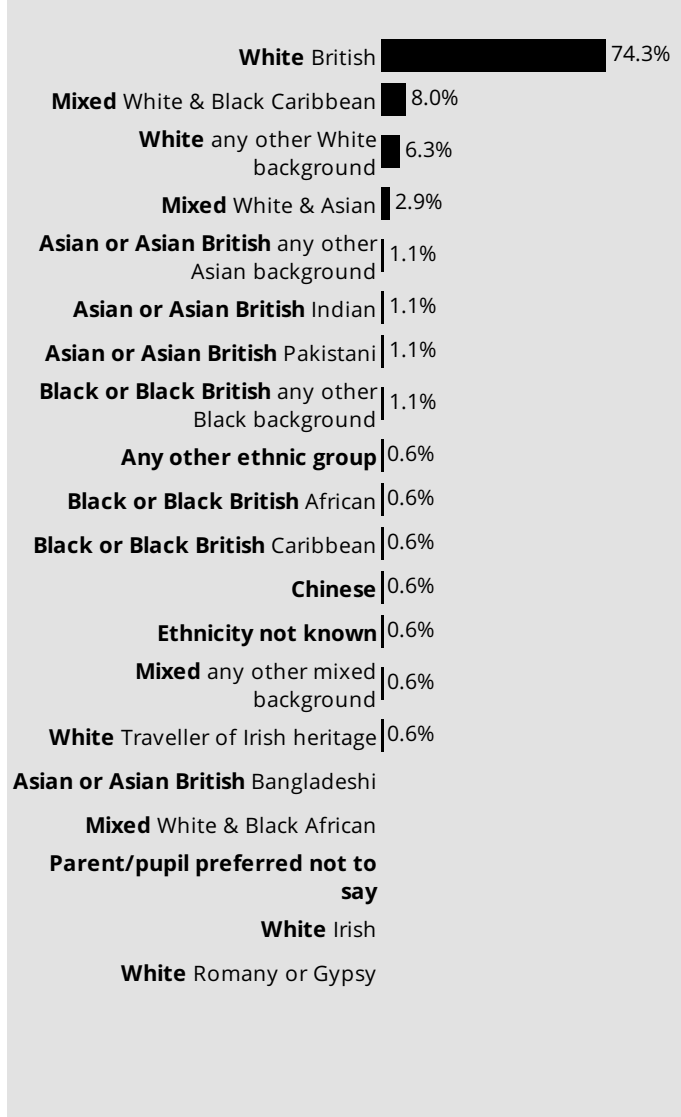 White British 74.3%
Mixed White & Black Caribbean 8.0%
White any other White
background 6.3%
Mixed White & Asian 2.9%
Asian or Asian British any other
Asian background 1.1%
Asian or Asian British Indian 1.1%
Asian or Asian British Pakistani 1.1%
Black or Black British any other
Black background 1.1%
Any other ethnic group 0.6%
Black or Black British African 0.6%
Black or Black British Caribbean 0.6%
Chinese 0.6%
Ethnicity not known 0.6%
Mixed any other mixed
background 0.6%
White Traveller of Irish heritage 0.6%
Asian or Asian British Bangladeshi
Mixed White & Black African
Parent/pupil preferred not to
say
White Irish
White Romany or Gypsy